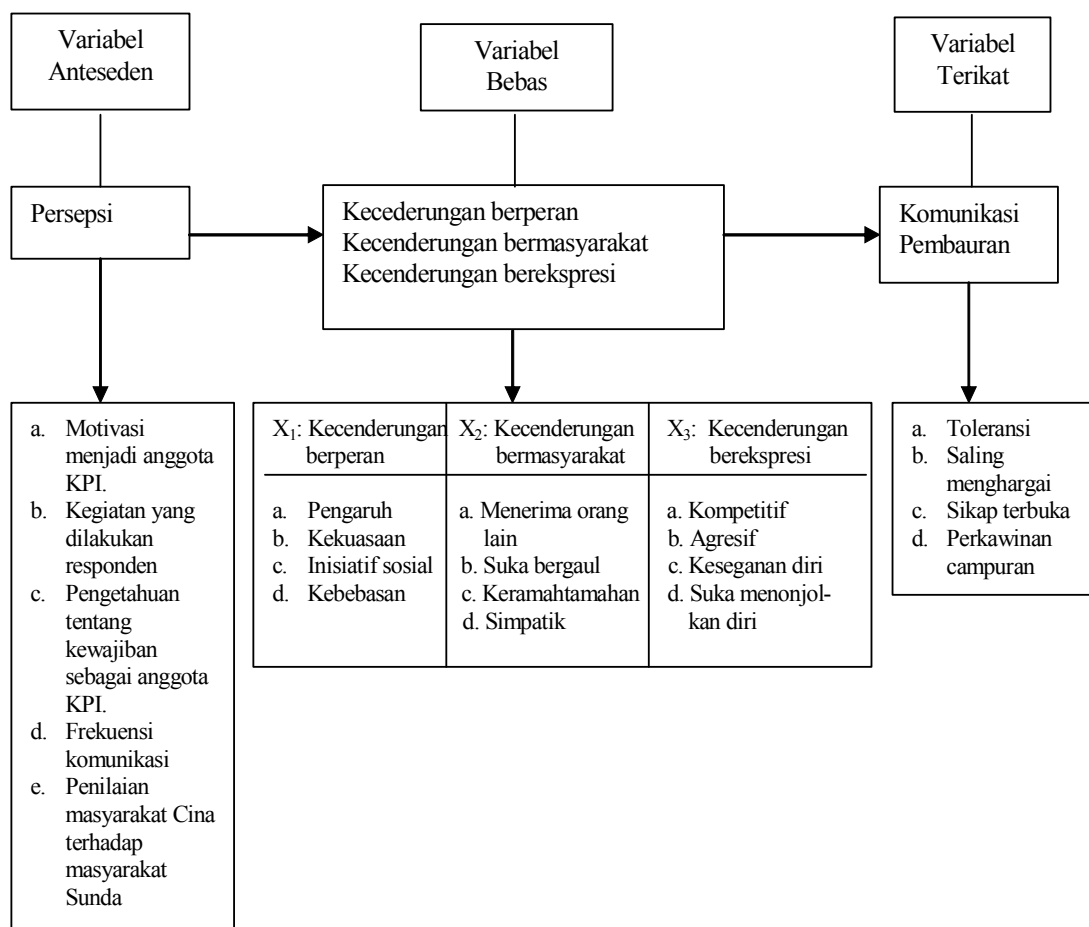 Variabel
Anteseden
Variabel
Bebas
Variabel
Terikat
Persepsi
Kecederungan berperan
Kecenderungan bermasyarakat
Kecenderungan berekspresi
Komunikasi
Pembauran
a. Motivasi
menjadi anggota
KPI.
b. Kegiatan yang
dilakukan
responden
c. Pengetahuan
tentang
kewajiban
sebagai anggota
KPI.
d. Frekuensi
komunikasi
e. Penilaian
masyarakat Cina
terhadap
masyarakat
Sunda
X₁: Kecenderungan
berperan
a. Pengaruh
b. Kekuasaan
c. Inisiatif sosial
d. Kebebasan
X₂: Kecenderungan
bermasyarakat
a. Menerima orang
lain
b. Suka bergaul
c. Keramahtamahan
d. Simpatik
X₃: Kecenderungan
berekspresi
a. Kompetitif
b. Agresif
c. Keseganan diri
d. Suka menonjol-
kan diri
a. Toleransi
b. Saling
menghargai
c. Sikap terbuka
d. Perkawinan
campuran